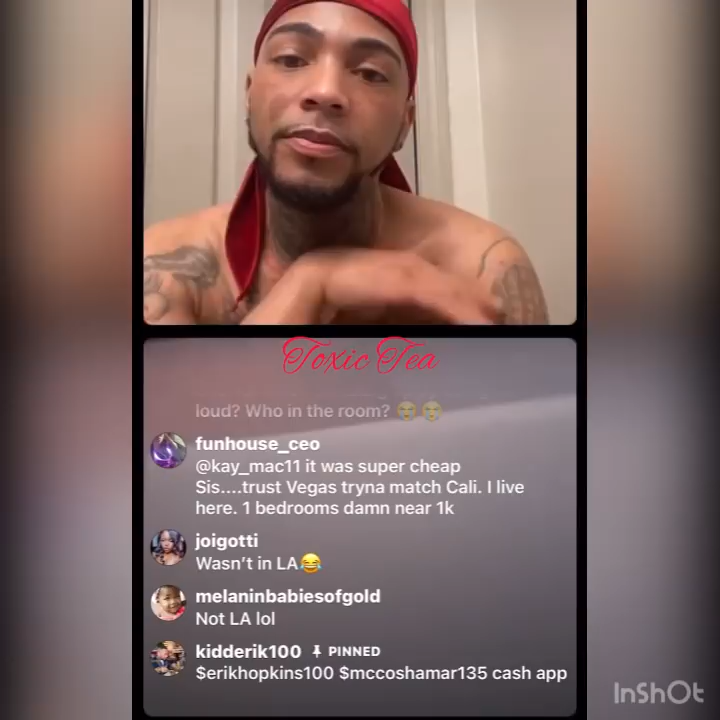 Toxic Tea
loud? Who in the room? 😭😭
funhouse_ceo
@kay_mac11 it was super cheap
Sis....trust Vegas tryna match Cali. I live
here. 1 bedrooms damn near 1k
joigotti
Wasn't in LA😂
melaninbabiesofgold
Not LA lol
kidderik100 PINNED
$erikhopkins100 $mccoshamar135 cash app
InShOt